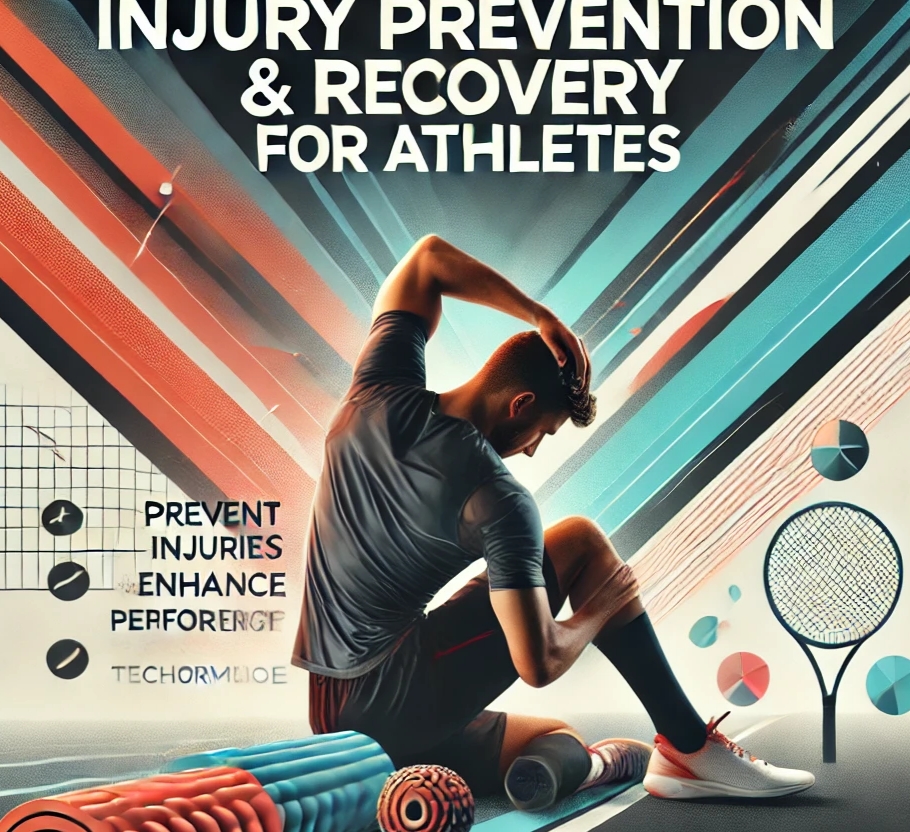 INJURY PREVENTION
& RECOVERY
FOR ATHLETES
PREVENT
INJURIES
ENHANCE